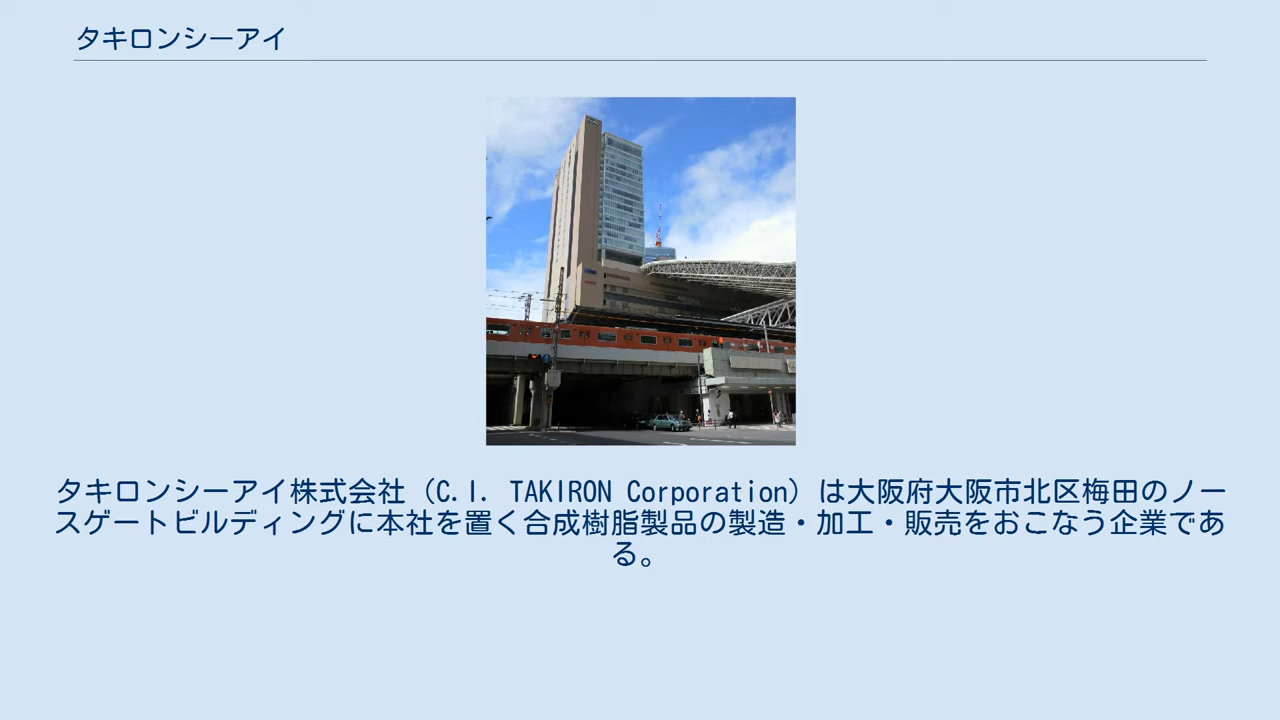 タキロンシーアイ
タキロンシーアイ株式会社（C.I. TAKIRON Corporation）は大阪府大阪市北区梅田のノー
スゲートビルディングに本社を置く合成樹脂製品の製造・加工・販売をおこなう企業であ
る。